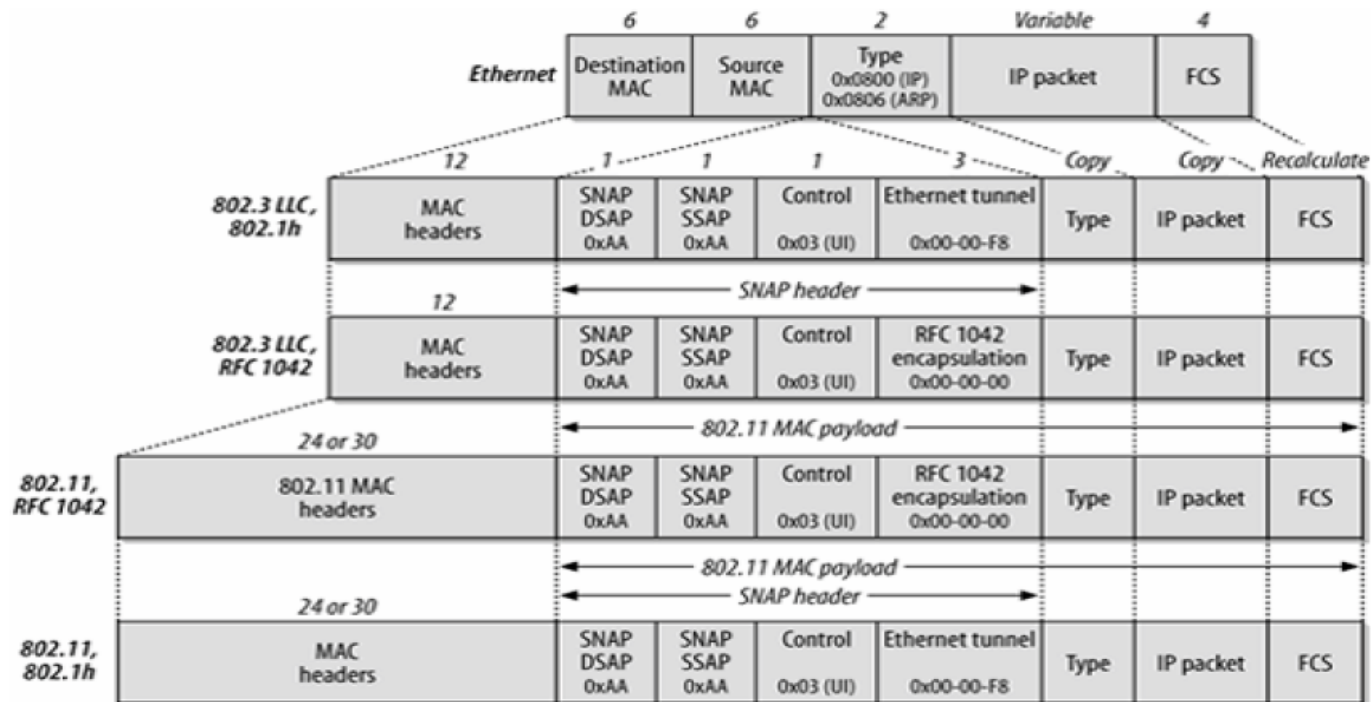 6 6 2 Variable 4
Ethernet
Destination
MAC
Source
MAC
Type
0x0800 (IP)
0x0806 (ARP)
IP packet
FCS
12 1 1 1 3 Copy Copy Recalculate
802.3 LLC,
802.1h
MAC
headers
SNAP
DSAP
0xAA
SNAP
SSAP
0xAA
Control
0x03 (UI)
Ethernet tunnel
0x00-00-F8
Type
IP packet
FCS
SNAP header
12
802.3 LLC,
RFC 1042
MAC
headers
SNAP
DSAP
0xAA
SNAP
SSAP
0xAA
Control
0x03 (UI)
RFC 1042
encapsulation
0x00-00-00
Type
IP packet
FCS
802.11 MAC payload
24 or 30
802.11,
RFC 1042
802.11 MAC
headers
SNAP
DSAP
0xAA
SNAP
SSAP
0xAA
Control
0x03 (UI)
RFC 1042
encapsulation
0x00-00-00
Type
IP packet
FCS
802.11 MAC payload
SNAP header
24 or 30
802.11,
802.1h
MAC
headers
SNAP
DSAP
0xAA
SNAP
SSAP
0xAA
Control
0x03 (UI)
Ethernet tunnel
0x00-00-F8
Type
IP packet
FCS